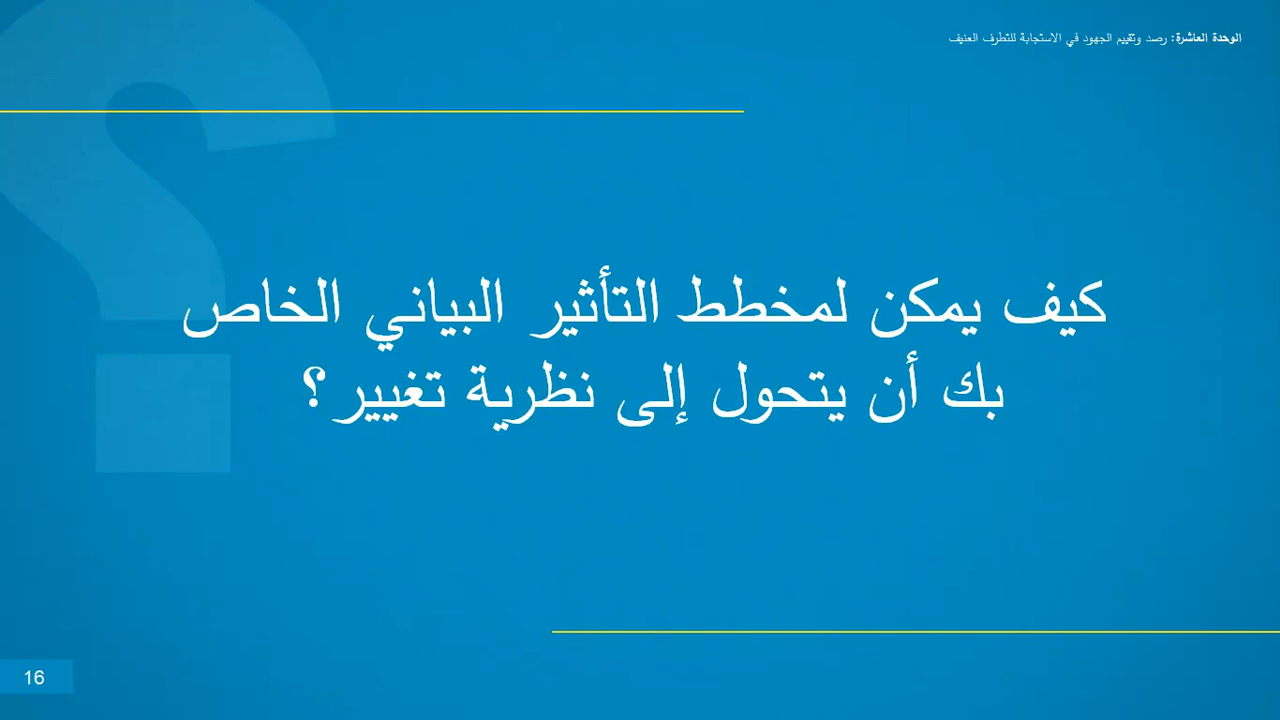 الوحدة العاشرة: رصد وتقييم الجهود في الاستجابة للتطرف العنيف
كيف يمكن لمخطط التأثير البياني الخاص
بك أن يتحول إلى نظرية تغيير؟
16